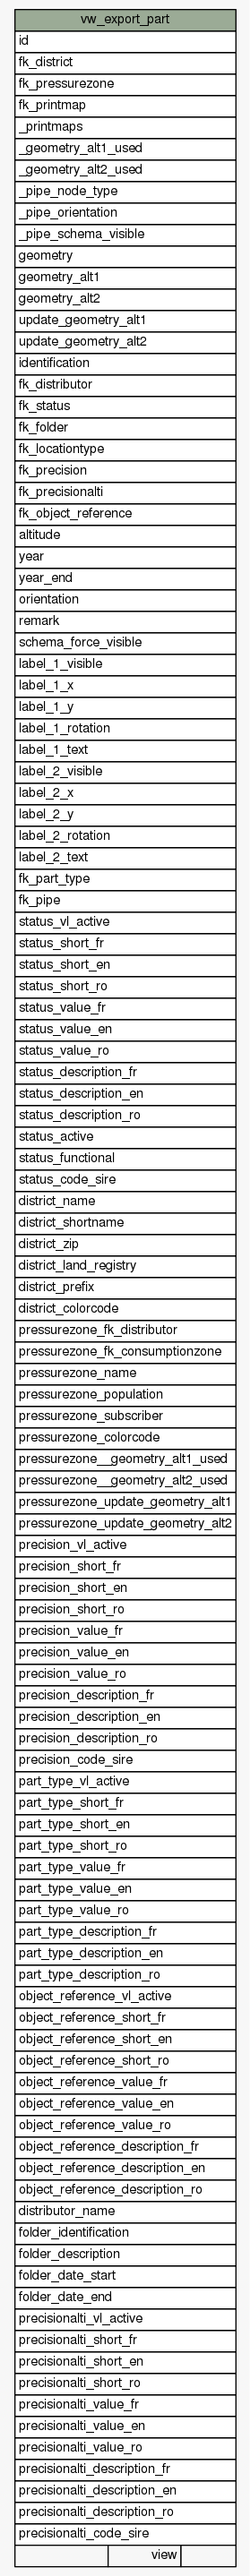 vw_export_part
id
fk_district
fk_pressurezone
fk_printmap
_printmaps
_geometry_alt1_used
_geometry_alt2_used
_pipe_node_type
_pipe_orientation
_pipe_schema_visible
geometry
geometry_alt1
geometry_alt2
update_geometry_alt1
update_geometry_alt2
identification
fk_distributor
fk_status
fk_folder
fk_locationtype
fk_precision
fk_precisionalti
fk_object_reference
altitude
year
year_end
orientation
remark
schema_force_visible
label_1_visible
label_1_x
label_1_y
label_1_rotation
label_1_text
label_2_visible
label_2_x
label_2_y
label_2_rotation
label_2_text
fk_part_type
fk_pipe
status_vl_active
status_short_fr
status_short_en
status_short_ro
status_value_fr
status_value_en
status_value_ro
status_description_fr
status_description_en
status_description_ro
status_active
status_functional
status_code_sire
district_name
district_shortname
district_zip
district_land_registry
district_prefix
district_colorcode
pressurezone_fk_distributor
pressurezone_fk_consumptionzone
pressurezone_name
pressurezone_population
pressurezone_subscriber
pressurezone_colorcode
pressurezone__geometry_alt1_used
pressurezone__geometry_alt2_used
pressurezone_update_geometry_alt1
pressurezone_update_geometry_alt2
precision_vl_active
precision_short_fr
precision_short_en
precision_short_ro
precision_value_fr
precision_value_en
precision_value_ro
precision_description_fr
precision_description_en
precision_description_ro
precision_code_sire
part_type_vl_active
part_type_short_fr
part_type_short_en
part_type_short_ro
part_type_value_fr
part_type_value_en
part_type_value_ro
part_type_description_fr
part_type_description_en
part_type_description_ro
object_reference_vl_active
object_reference_short_fr
object_reference_short_en
object_reference_short_ro
object_reference_value_fr
object_reference_value_en
object_reference_value_ro
object_reference_description_fr
object_reference_description_en
object_reference_description_ro
distributor_name
folder_identification
folder_description
folder_date_start
folder_date_end
precisionalti_vl_active
precisionalti_short_fr
precisionalti_short_en
precisionalti_short_ro
precisionalti_value_fr
precisionalti_value_en
precisionalti_value_ro
precisionalti_description_fr
precisionalti_description_en
precisionalti_description_ro
precisionalti_code_sire
view